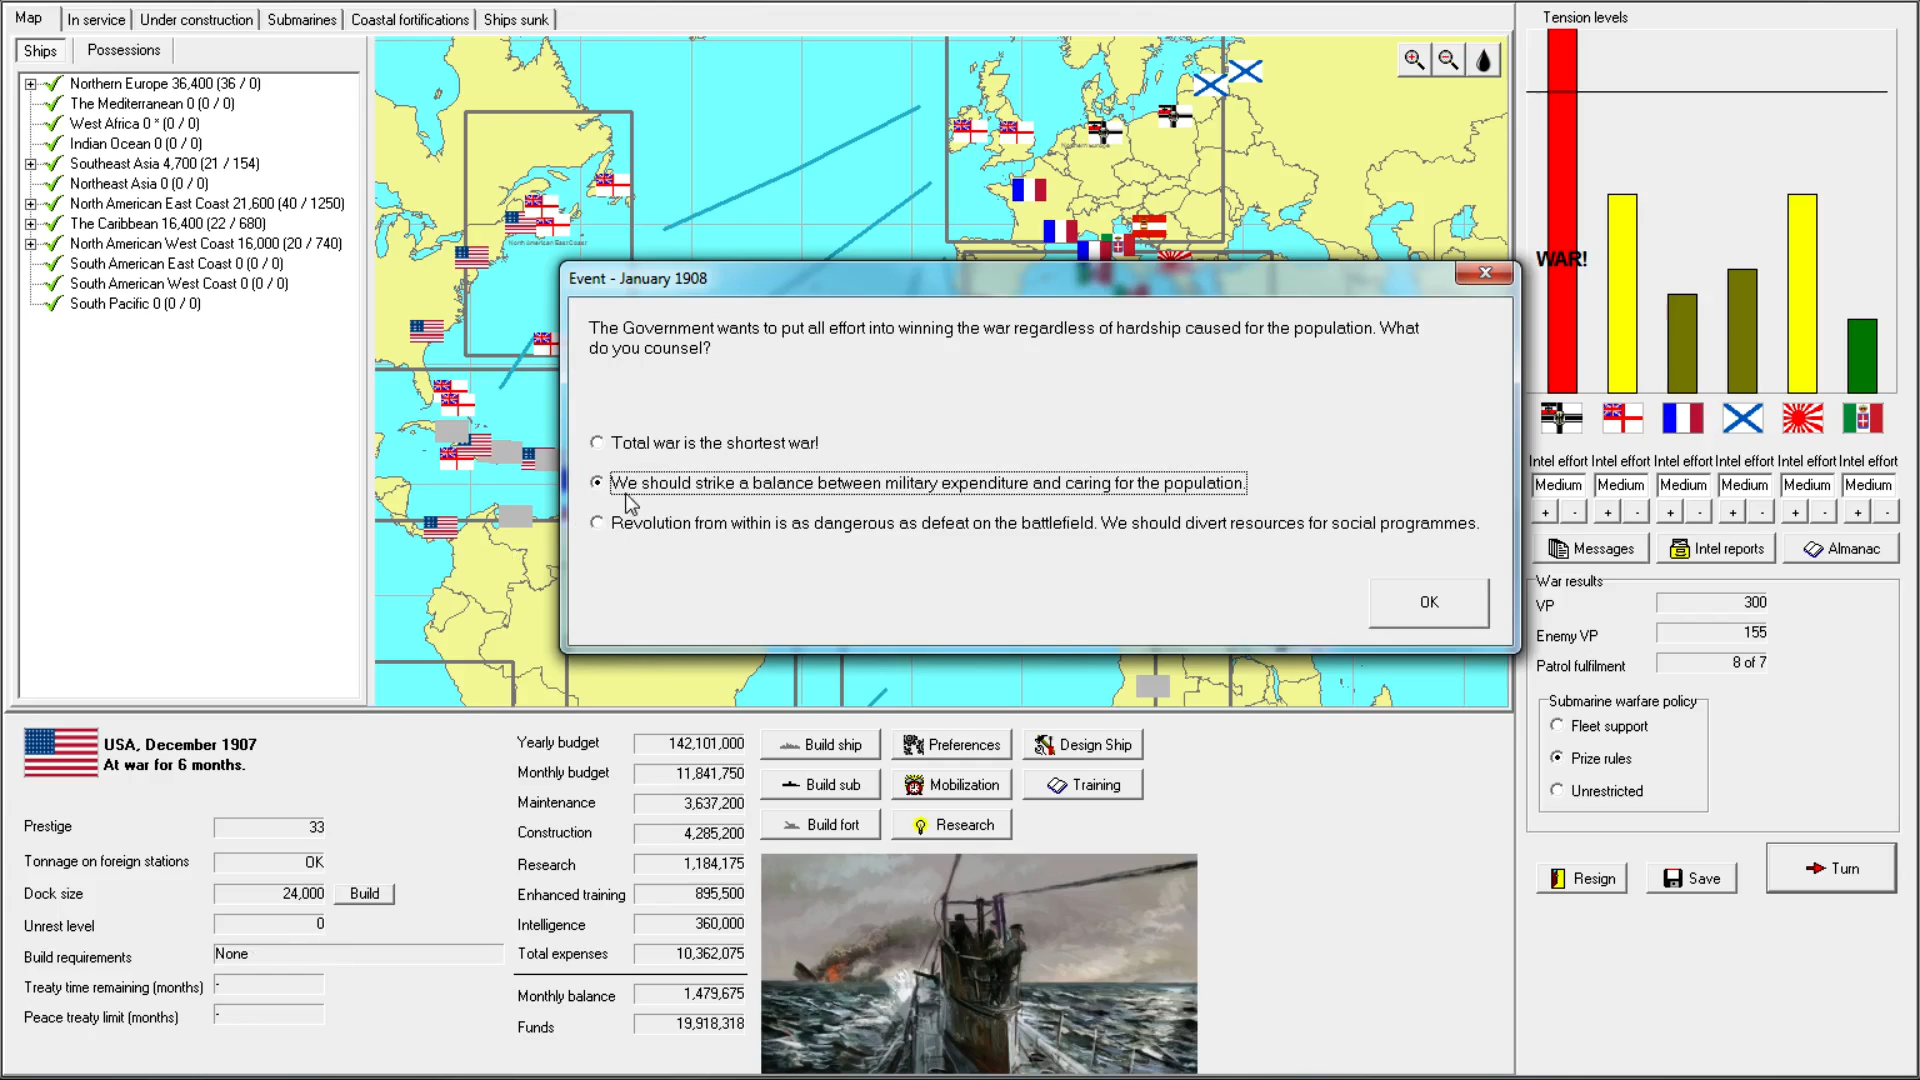 Map
In service
Under construction
Submarines
Coastal fortifications
Ships sunk
Ships
Possessions
Northern Europe 36,400 (36 / 0)
The Mediterranean 0 (0 / 0)
West Africa 0 * (0 / 0)
Indian Ocean 0 (0 / 0)
Southeast Asia 4,700 (21 / 154)
Northeast Asia 0 (0 / 0)
North American East Coast 21,600 (40 / 1250)
The Caribbean 16,400 (22 / 680)
North American West Coast 16,000 (20 / 740)
South American East Coast 0 (0 / 0)
South American West Coast 0 (0 / 0)
South Pacific 0 (0 / 0)
Northern Europe
North American East Coast
Event - January 1908
The Government wants to put all effort into winning the war regardless of hardship caused for the population. What
do you counsel?
Total war is the shortest war!
We should strike a balance between military expenditure and caring for the population.
Revolution from within is as dangerous as defeat on the battlefield. We should divert resources for social programmes.
OK
Tension levels
WAR!
Intel effort Intel effort Intel effort Intel effort Intel effort Intel effort
Medium Medium Medium Medium Medium Medium
+ - + - + - + - + - + -
Messages
Intel reports
Almanac
War results
VP 300
Enemy VP 155
Patrol fulfilment 8 of 7
Submarine warfare policy
Fleet support
Prize rules
Unrestricted
Resign
Save
Turn
USA, December 1907
At war for 6 months.
Prestige 33
Tonnage on foreign stations OK
Dock size 24,000 Build
Unrest level 0
Build requirements None
Treaty time remaining (months) -
Peace treaty limit (months) -
Yearly budget 142,101,000
Monthly budget 11,841,750
Maintenance 3,637,200
Construction 4,285,200
Research 1,184,175
Enhanced training 895,500
Intelligence 360,000
Total expenses 10,362,075
Monthly balance 1,479,675
Funds 19,918,318
Build ship
Preferences
Design Ship
Build sub
Mobilization
Training
Build fort
Research